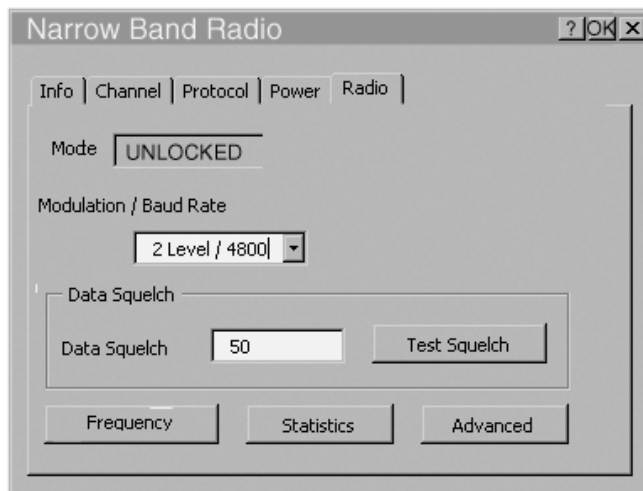 Narrow Band Radio ? OK ×
Info Channel Protocol Power Radio
Mode UNLOCKED
Modulation / Baud Rate
2 Level / 4800
Data Squelch
Data Squelch 50 Test Squelch
Frequency Statistics Advanced